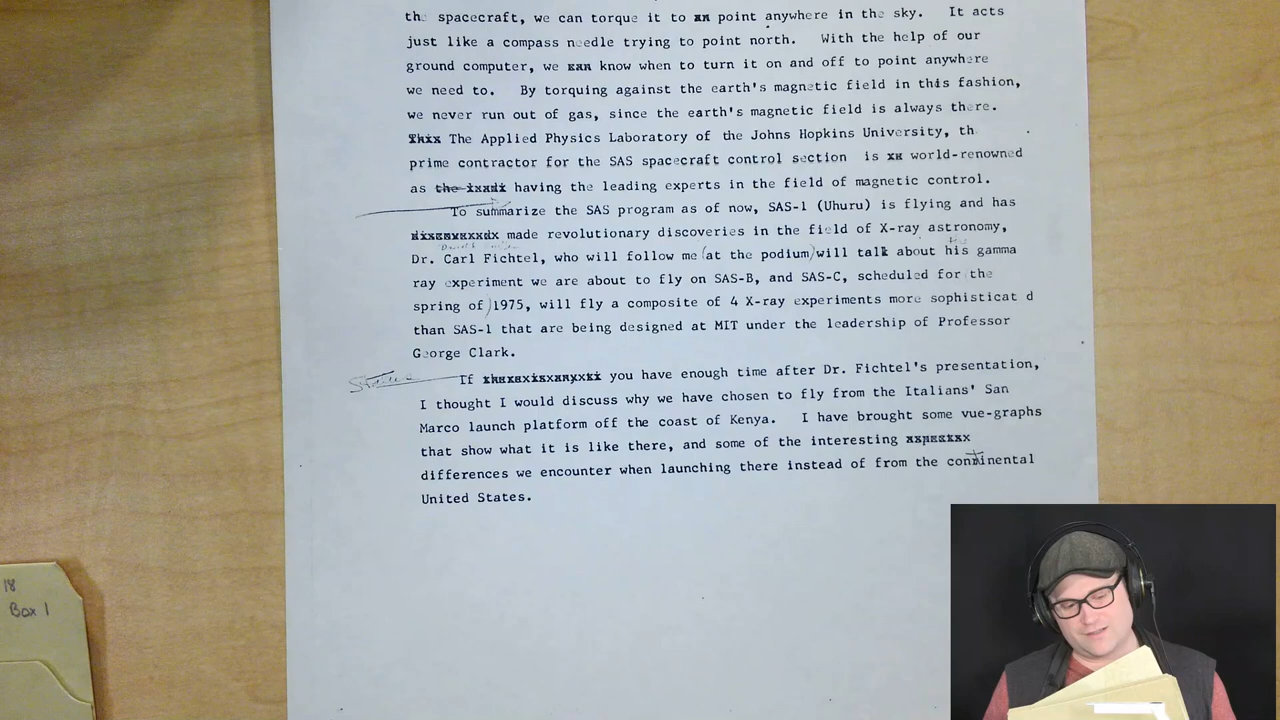 the spacecraft, we can torque it to xx point anywhere in the sky. It acts
just like a compass needle trying to point north. With the help of our
ground computer, we xxx know when to turn it on and off to point anywhere
we need to. By torquing against the earth's magnetic field in this fashion,
we never run out of gas, since the earth's magnetic field is always there.
The Applied Physics Laboratory of the Johns Hopkins University, th
prime contractor for the SAS spacecraft control section is world-renowned
as the having the leading experts in the field of magnetic control.
To summarize the SAS program as of now, SAS-1 (Uhuru) is flying and has
made revolutionary discoveries in the field of X-ray astronomy,
Dr. Carl Fichtel, who will follow me (at the podium) will talk about his gamma
ray experiment we are about to fly on SAS-B, and SAS-C, scheduled for the
spring of) 1975, will fly a composite of 4 X-ray experiments more sophisticat d
than SAS-1 that are being designed at MIT under the leadership of Professor
George Clark.
If you have enough time after Dr. Fichtel's presentation,
I thought I would discuss why we have chosen to fly from the Italians' San
Marco launch platform off the coast of Kenya. I have brought some vue-graphs
that show what it is like there, and some of the interesting
differences we encounter when launching there instead of from the continental
United States.
18
Box 1